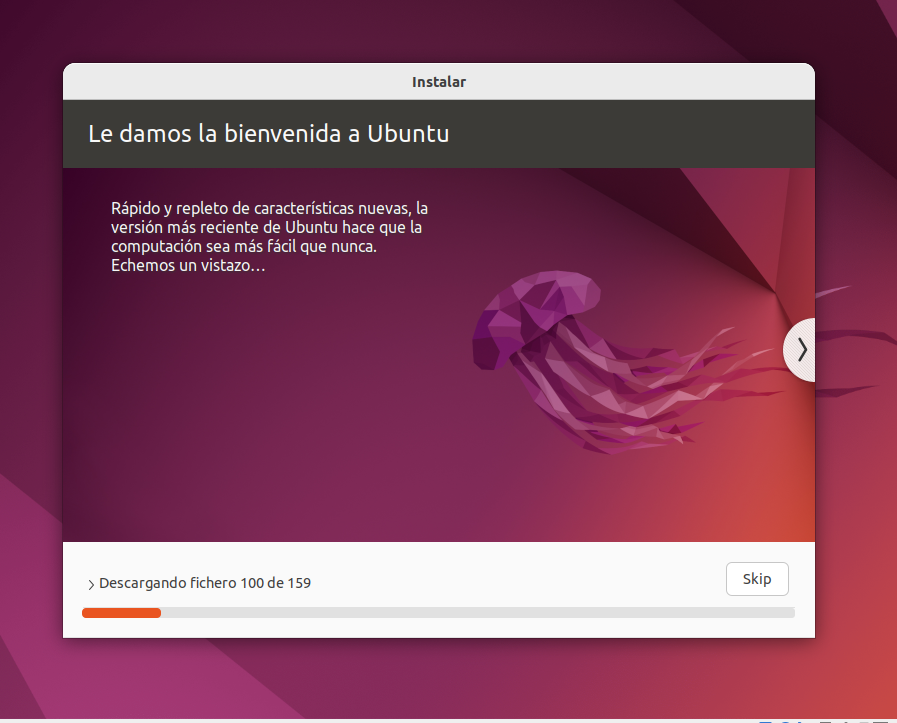 Instalar
Le damos la bienvenida a Ubuntu
Rápido y repleto de características nuevas, la
versión más reciente de Ubuntu hace que la
computación sea más fácil que nunca.
Echemos un vistazo…
Descargando fichero 100 de 159
Skip